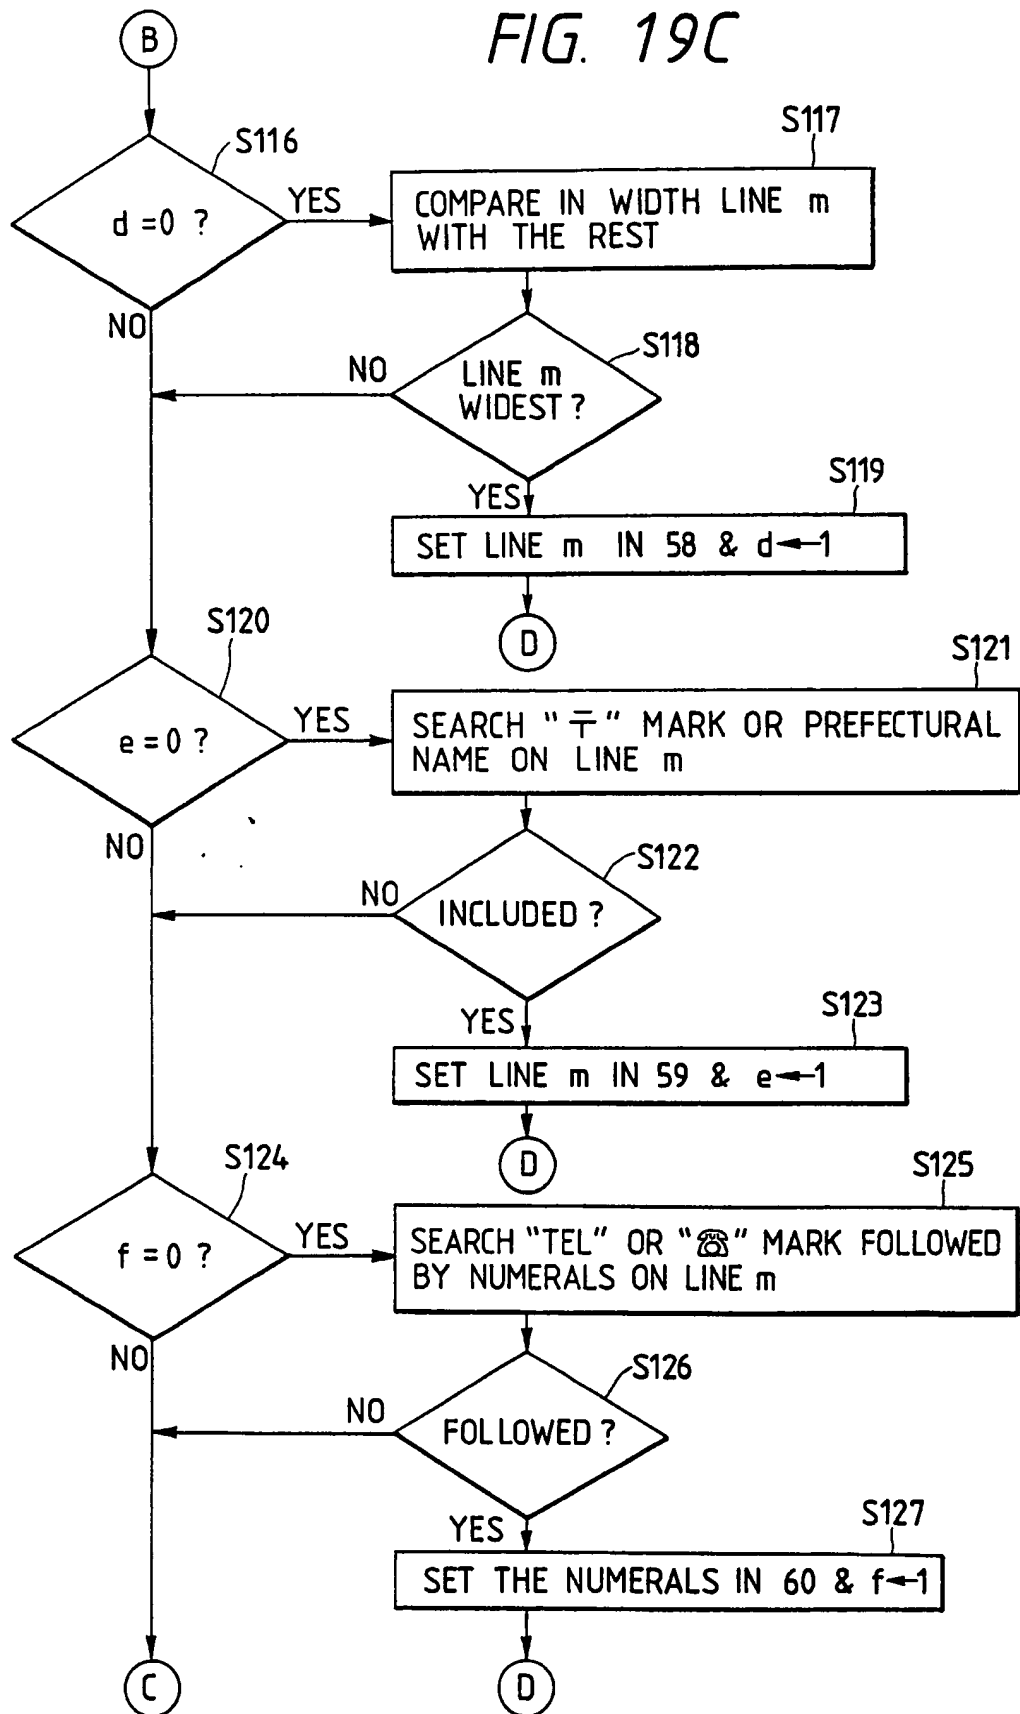 FIG. 19C
B
S116
d=0 ?
YES
NO
S117
COMPARE IN WIDTH LINE m
WITH THE REST
S118
LINE m
WIDEST ?
NO
YES
S119
SET LINE m IN 58 & d←1
D
S120
e=0 ?
YES
NO
S121
SEARCH "〒" MARK OR PREFECTURAL
NAME ON LINE m
S122
INCLUDED ?
NO
YES
S123
SET LINE m IN 59 & e←1
D
S124
f=0 ?
YES
NO
S125
SEARCH "TEL" OR "☎" MARK FOLLOWED
BY NUMERALS ON LINE m
S126
FOLLOWED ?
NO
YES
S127
SET THE NUMERALS IN 60 & f←1
C
D